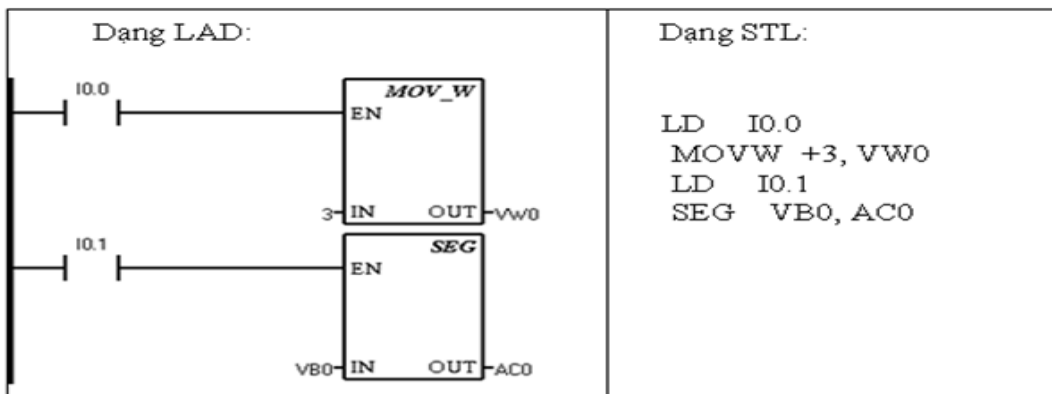 Dạng LAD:
I0.0
MOV_W
EN
3 IN OUT VW0
I0.1
SEG
EN
VB0 IN OUT AC0
Dạng STL:
LD I0.0
MOVW +3, VW0
LD I0.1
SEG VB0, AC0